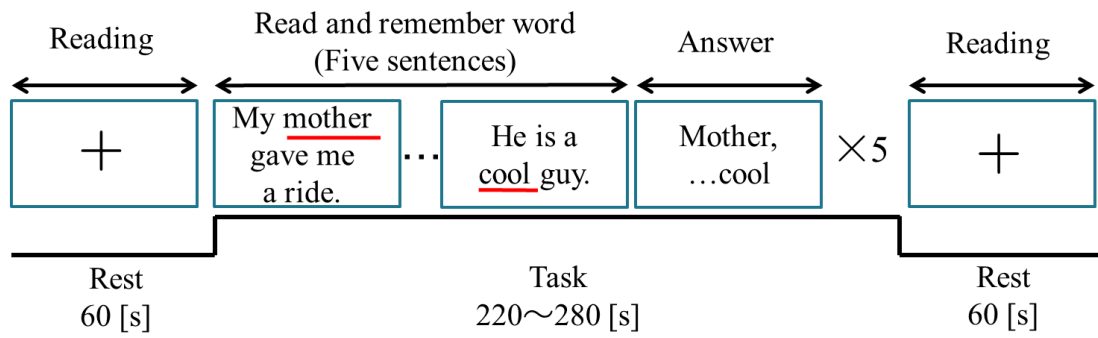 Reading
Read and remember word
(Five sentences)
Answer
Reading
+
My mother
gave me
a ride.
…
He is a
cool guy.
Mother,
…cool
×5
+
Rest
60 [s]
Task
220～280 [s]
Rest
60 [s]